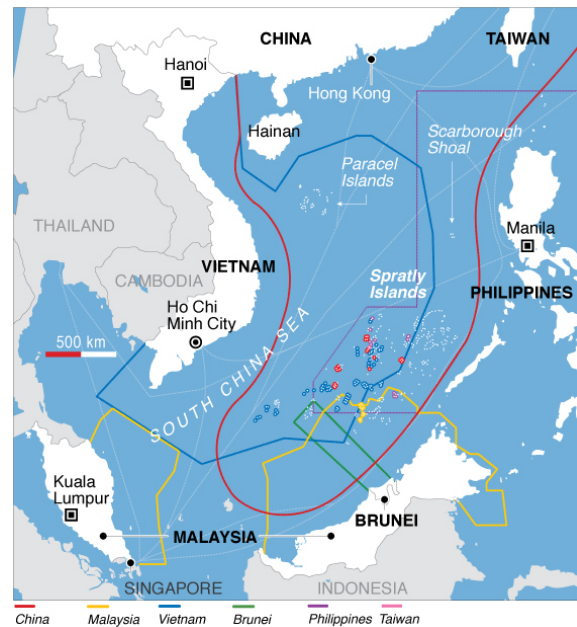 CHINA
TAIWAN
Hanoi
Hong Kong
Hainan
Scarborough
Shoal
Paracel
Islands
THAILAND
Manila
VIETNAM
CAMBODIA
Spratly
Islands
PHILIPPINES
Ho Chi
Minh City
500 km
SOUTH CHINA SEA
Kuala
Lumpur
BRUNEI
MALAYSIA
SINGAPORE
INDONESIA
China
Malaysia
Vietnam
Brunei
Philippines
Taiwan